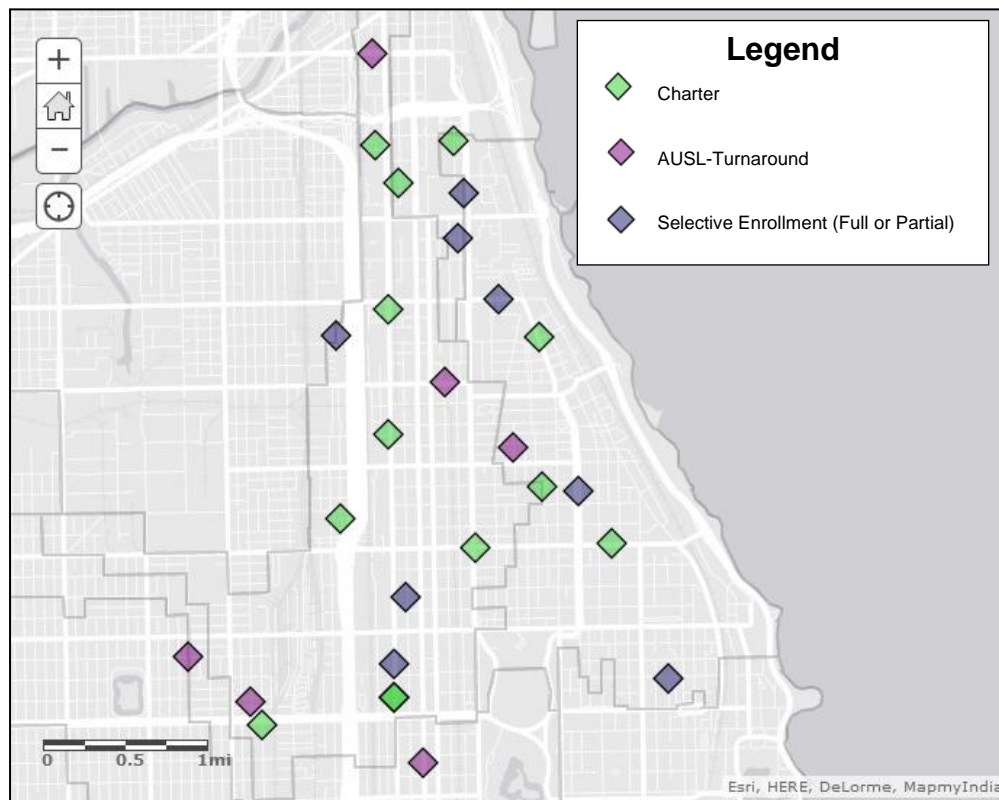 Legend
Charter
AUSL-Turnaround
Selective Enrollment (Full or Partial)
+
−
0 0.5 1mi
Esri, HERE, DeLorme, MapmyIndia